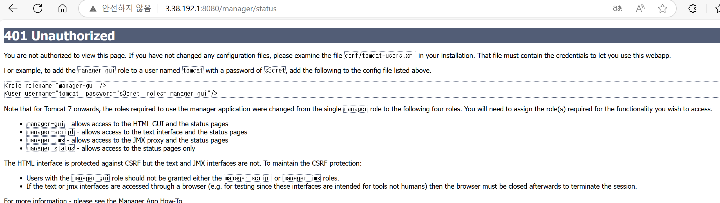 안전하지 않음 3.38.192.1:8080/manager/status
401 Unauthorized
You are not authorized to view this page. If you have not changed any configuration files, please examine the file conf/tomcat-users.xml in your installation. That file must contain the credentials to let you use this webapp.
For example, to add the manager-gui role to a user named tomcat with a password of s3cret, add the following to the config file listed above.
<role rolename="manager-gui"/>
<user username="tomcat" password="s3cret" roles="manager-gui"/>
Note that for Tomcat 7 onwards, the roles required to use the manager application were changed from the single manager role to the following four roles. You will need to assign the role(s) required for the functionality you wish to access.
• manager-gui - allows access to the HTML GUI and the status pages
• manager-script - allows access to the text interface and the status pages
• manager-jmx - allows access to the JMX proxy and the status pages
• manager-status - allows access to the status pages only
The HTML interface is protected against CSRF but the text and JMX interfaces are not. To maintain the CSRF protection:
• Users with the manager-gui role should not be granted either the manager-script or manager-jmx roles.
• If the text or jmx interfaces are accessed through a browser (e.g. for testing since these interfaces are intended for tools not humans) then the browser must be closed afterwards to terminate the session.
For more information - please see the Manager App How-To.